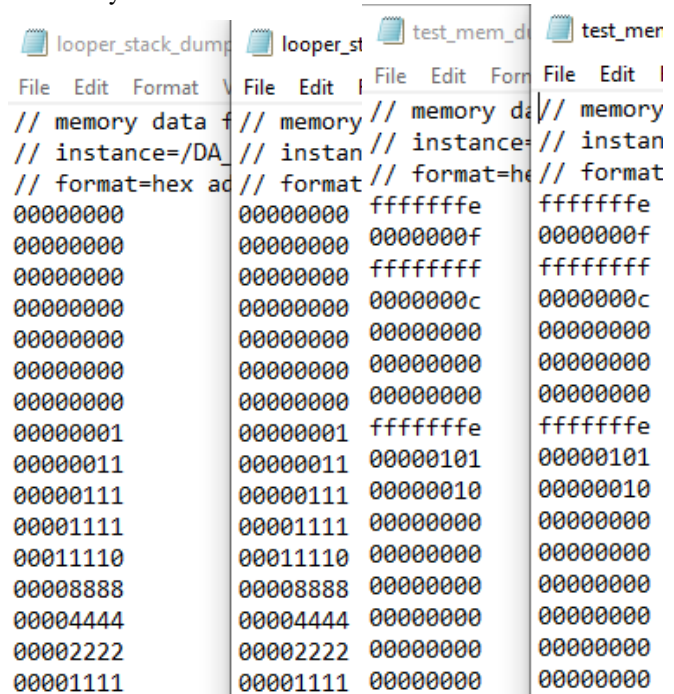 looper_stack_dump
File Edit Format
// memory data f
// instance=/DA_
// format=hex ad
00000000
00000000
00000000
00000000
00000000
00000000
00000000
00000001
00000011
00000111
00001111
00011110
00008888
00004444
00002222
00001111
looper_st
File Edit
// memory
// instan
// format
00000000
00000000
00000000
00000000
00000000
00000000
00000000
00000001
00000011
00000111
00001111
00011110
00008888
00004444
00002222
00001111
test_mem_du
File Edit Forn
// memory da
// instance=
// format=he
fffffffe
0000000f
ffffffff
0000000c
00000000
00000000
00000000
fffffffe
00000101
00000010
00000000
00000000
00000000
00000000
00000000
00000000
test_mem
File Edit
// memory
// instan
// format
fffffffe
0000000f
ffffffff
0000000c
00000000
00000000
00000000
fffffffe
00000101
00000010
00000000
00000000
00000000
00000000
00000000
00000000